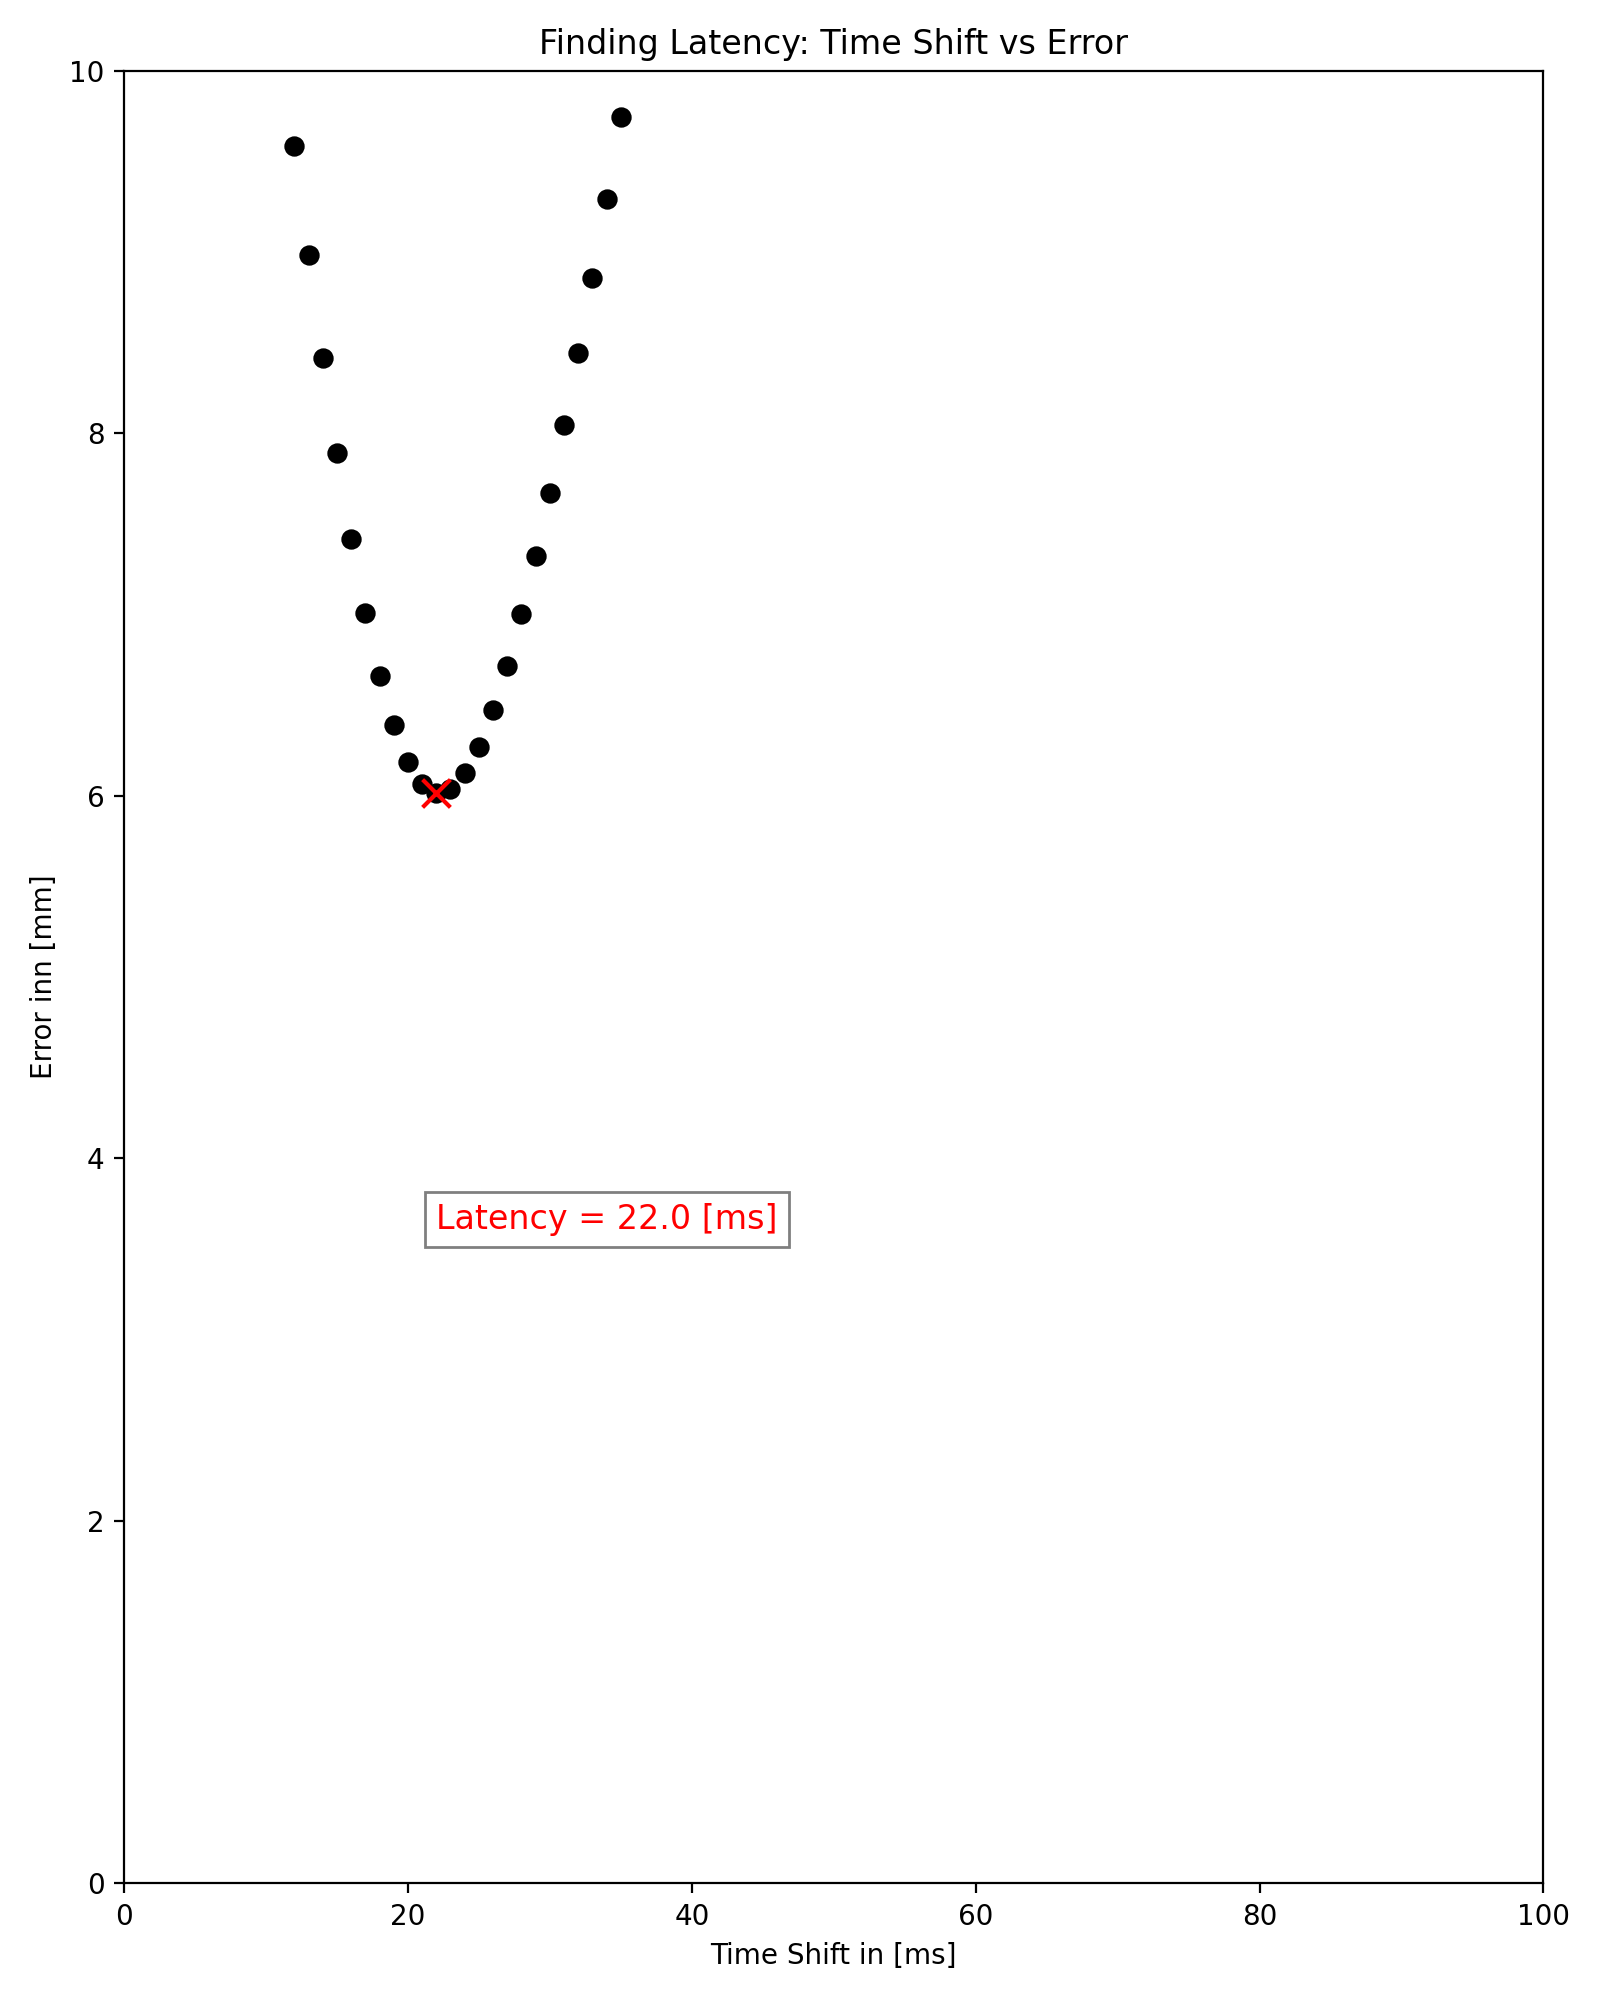 Finding Latency: Time Shift vs Error
10
8
6
4
2
0
Error inn [mm]
Latency = 22.0 [ms]
0 20 40 60 80 100
Time Shift in [ms]